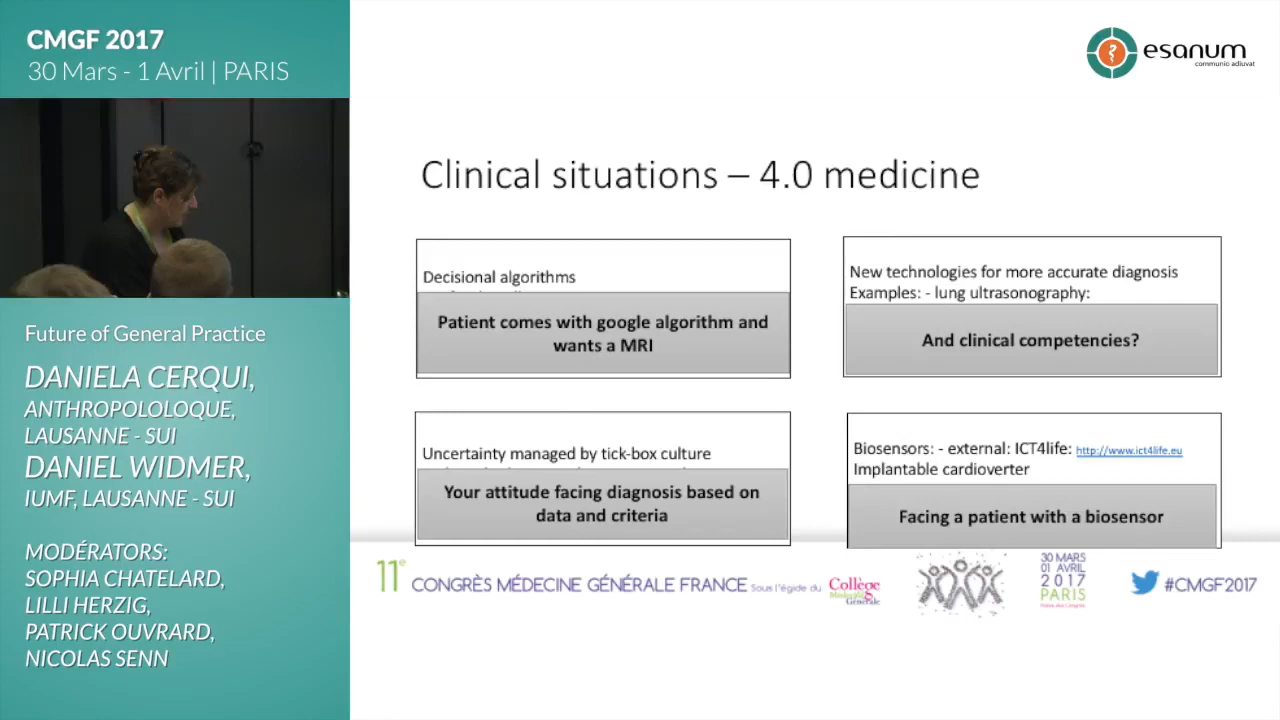 CMGF 2017
30 Mars - 1 Avril | PARIS
esanum
communio adiuvat
Clinical situations – 4.0 medicine
Decisional algorithms
Patient comes with google algorithm and
wants a MRI
New technologies for more accurate diagnosis
Examples: - lung ultrasonography:
And clinical competencies?
Uncertainty managed by tick-box culture
Your attitude facing diagnosis based on
data and criteria
Biosensors: - external: ICT4life: http://www.ict4life.eu
Implantable cardioverter
Facing a patient with a biosensor
Future of General Practice
DANIELA CERQUI,
ANTHROPOLOLOQUE,
LAUSANNE - SUI
DANIEL WIDMER,
IUMF, LAUSANNE - SUI
MODÉRATORS:
SOPHIA CHATELARD,
LILLI HERZIG,
PATRICK OUVRARD,
NICOLAS SENN
11e CONGRÈS MÉDECINE GÉNÉRALE FRANCE Sous l'égide du
Collège
Médecine
Générale
30 MARS
01 AVRIL
2017
PARIS
Palais des Congrès
#CMGF2017